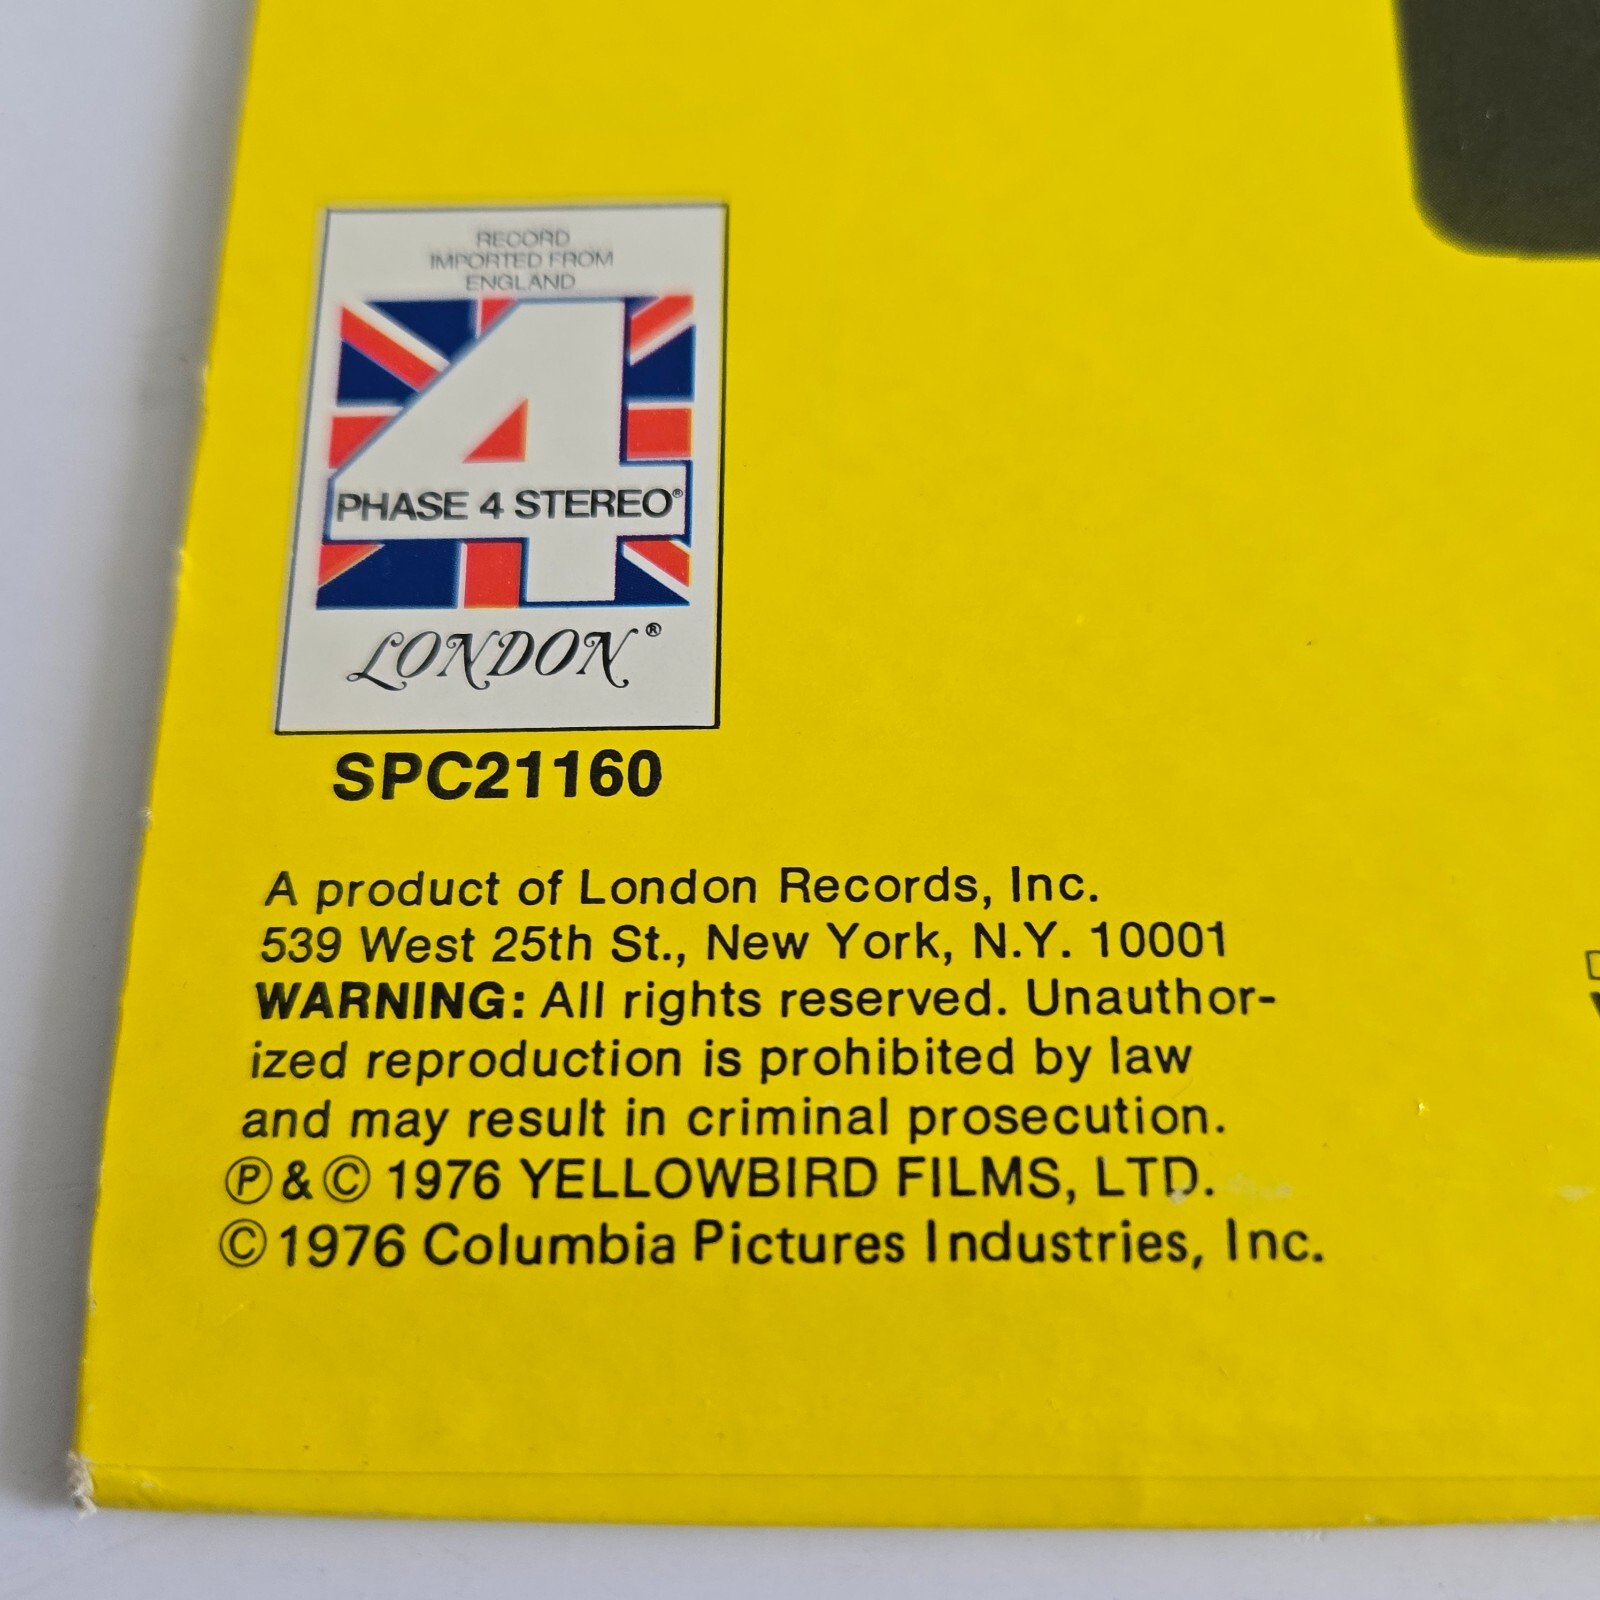 RECORD
IMPORTED FROM
ENGLAND
4
PHASE 4 STEREO®
LONDON®
SPC21160
A product of London Records, Inc.
539 West 25th St., New York, N.Y. 10001
WARNING: All rights reserved. Unauthor-
ized reproduction is prohibited by law
and may result in criminal prosecution.
Ⓟ & © 1976 YELLOWBIRD FILMS, LTD.
© 1976 Columbia Pictures Industries, Inc.